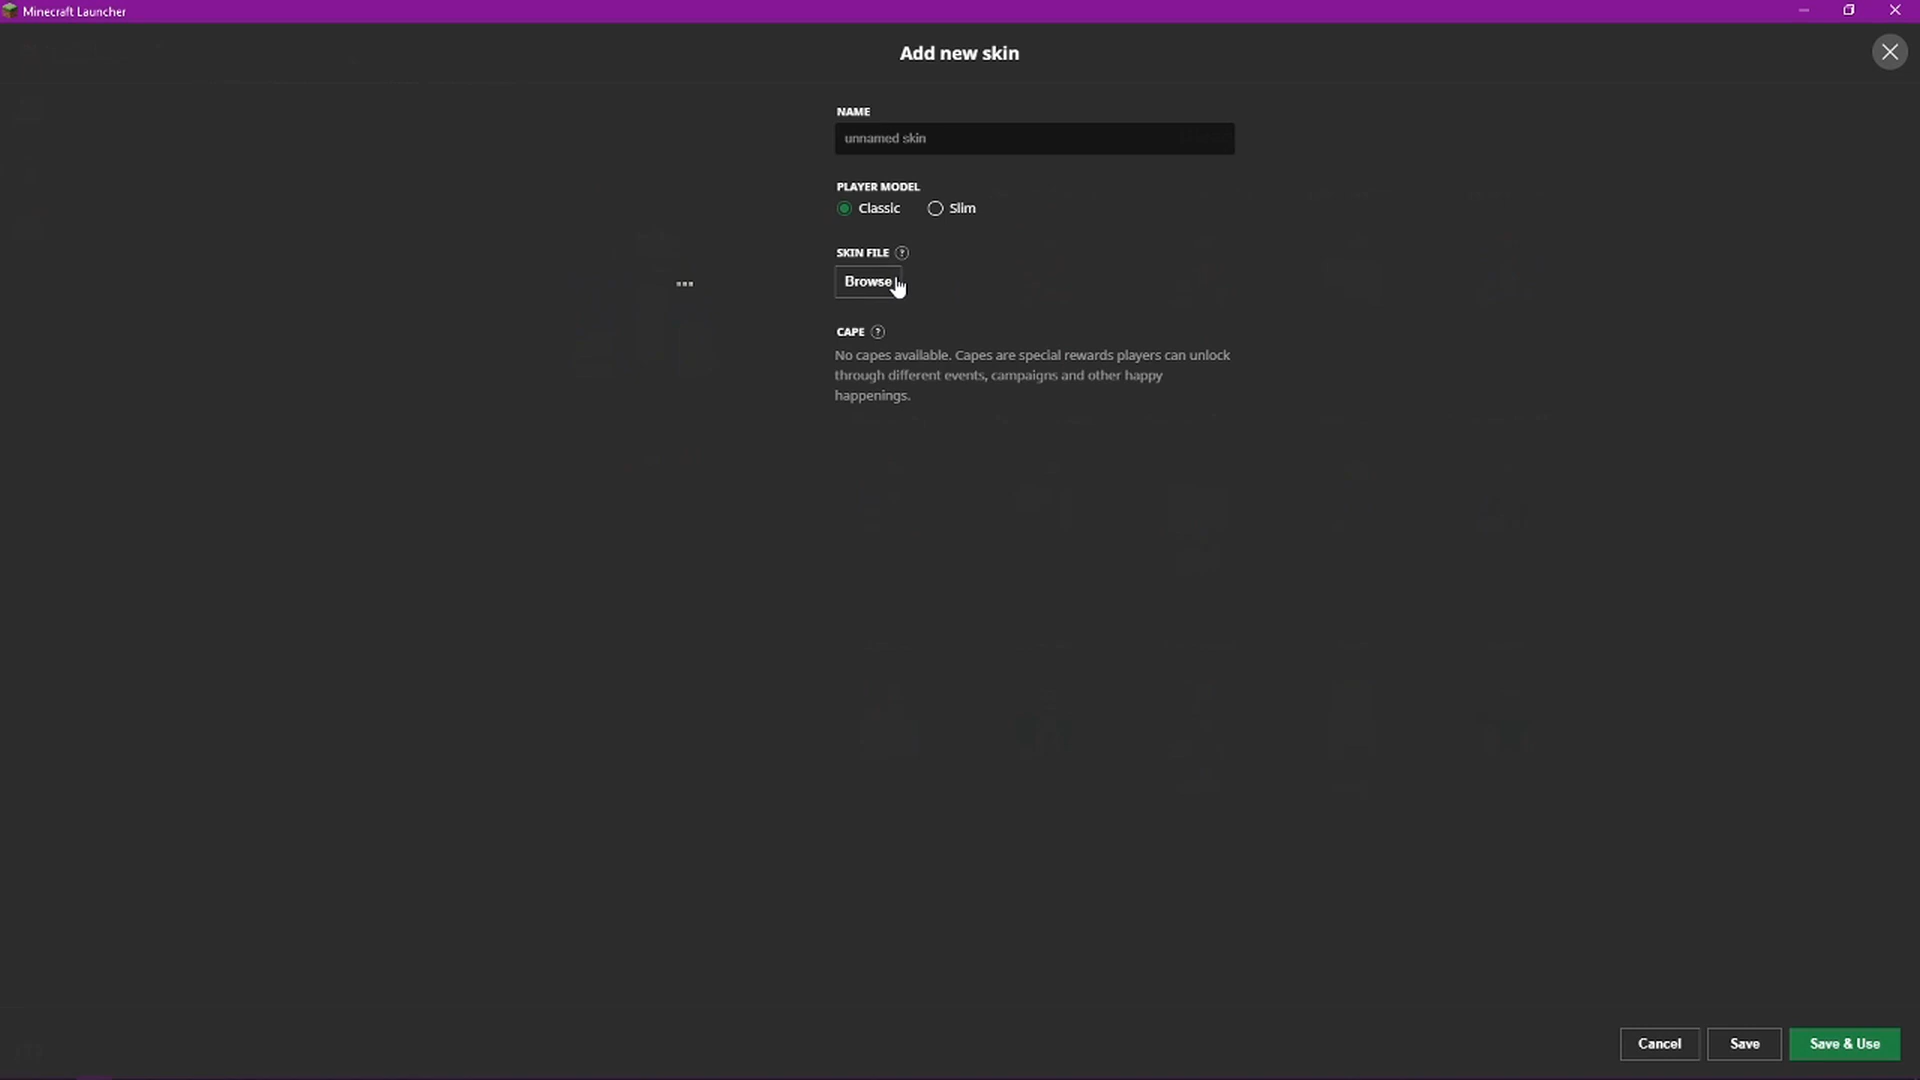 Minecraft Launcher
Add new skin
NAME
unnamed skin
PLAYER MODEL
Classic
Slim
SKIN FILE ?
Browse
CAPE ?
No capes available. Capes are special rewards players can unlock
through different events, campaigns and other happy
happenings.
Cancel
Save
Save & Use